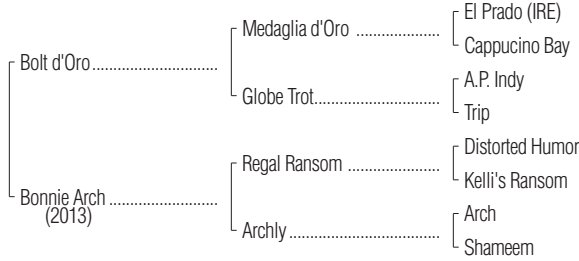 El Prado (IRE)
Medaglia d'Oro ....................
Cappucino Bay
Bolt d'Oro..............................
A.P. Indy
Globe Trot..............................
Trip
Distorted Humor
Regal Ransom ......................
Kelli's Ransom
Bonnie Arch ..........................
(2013)
Arch
Archly....................................
Shameem